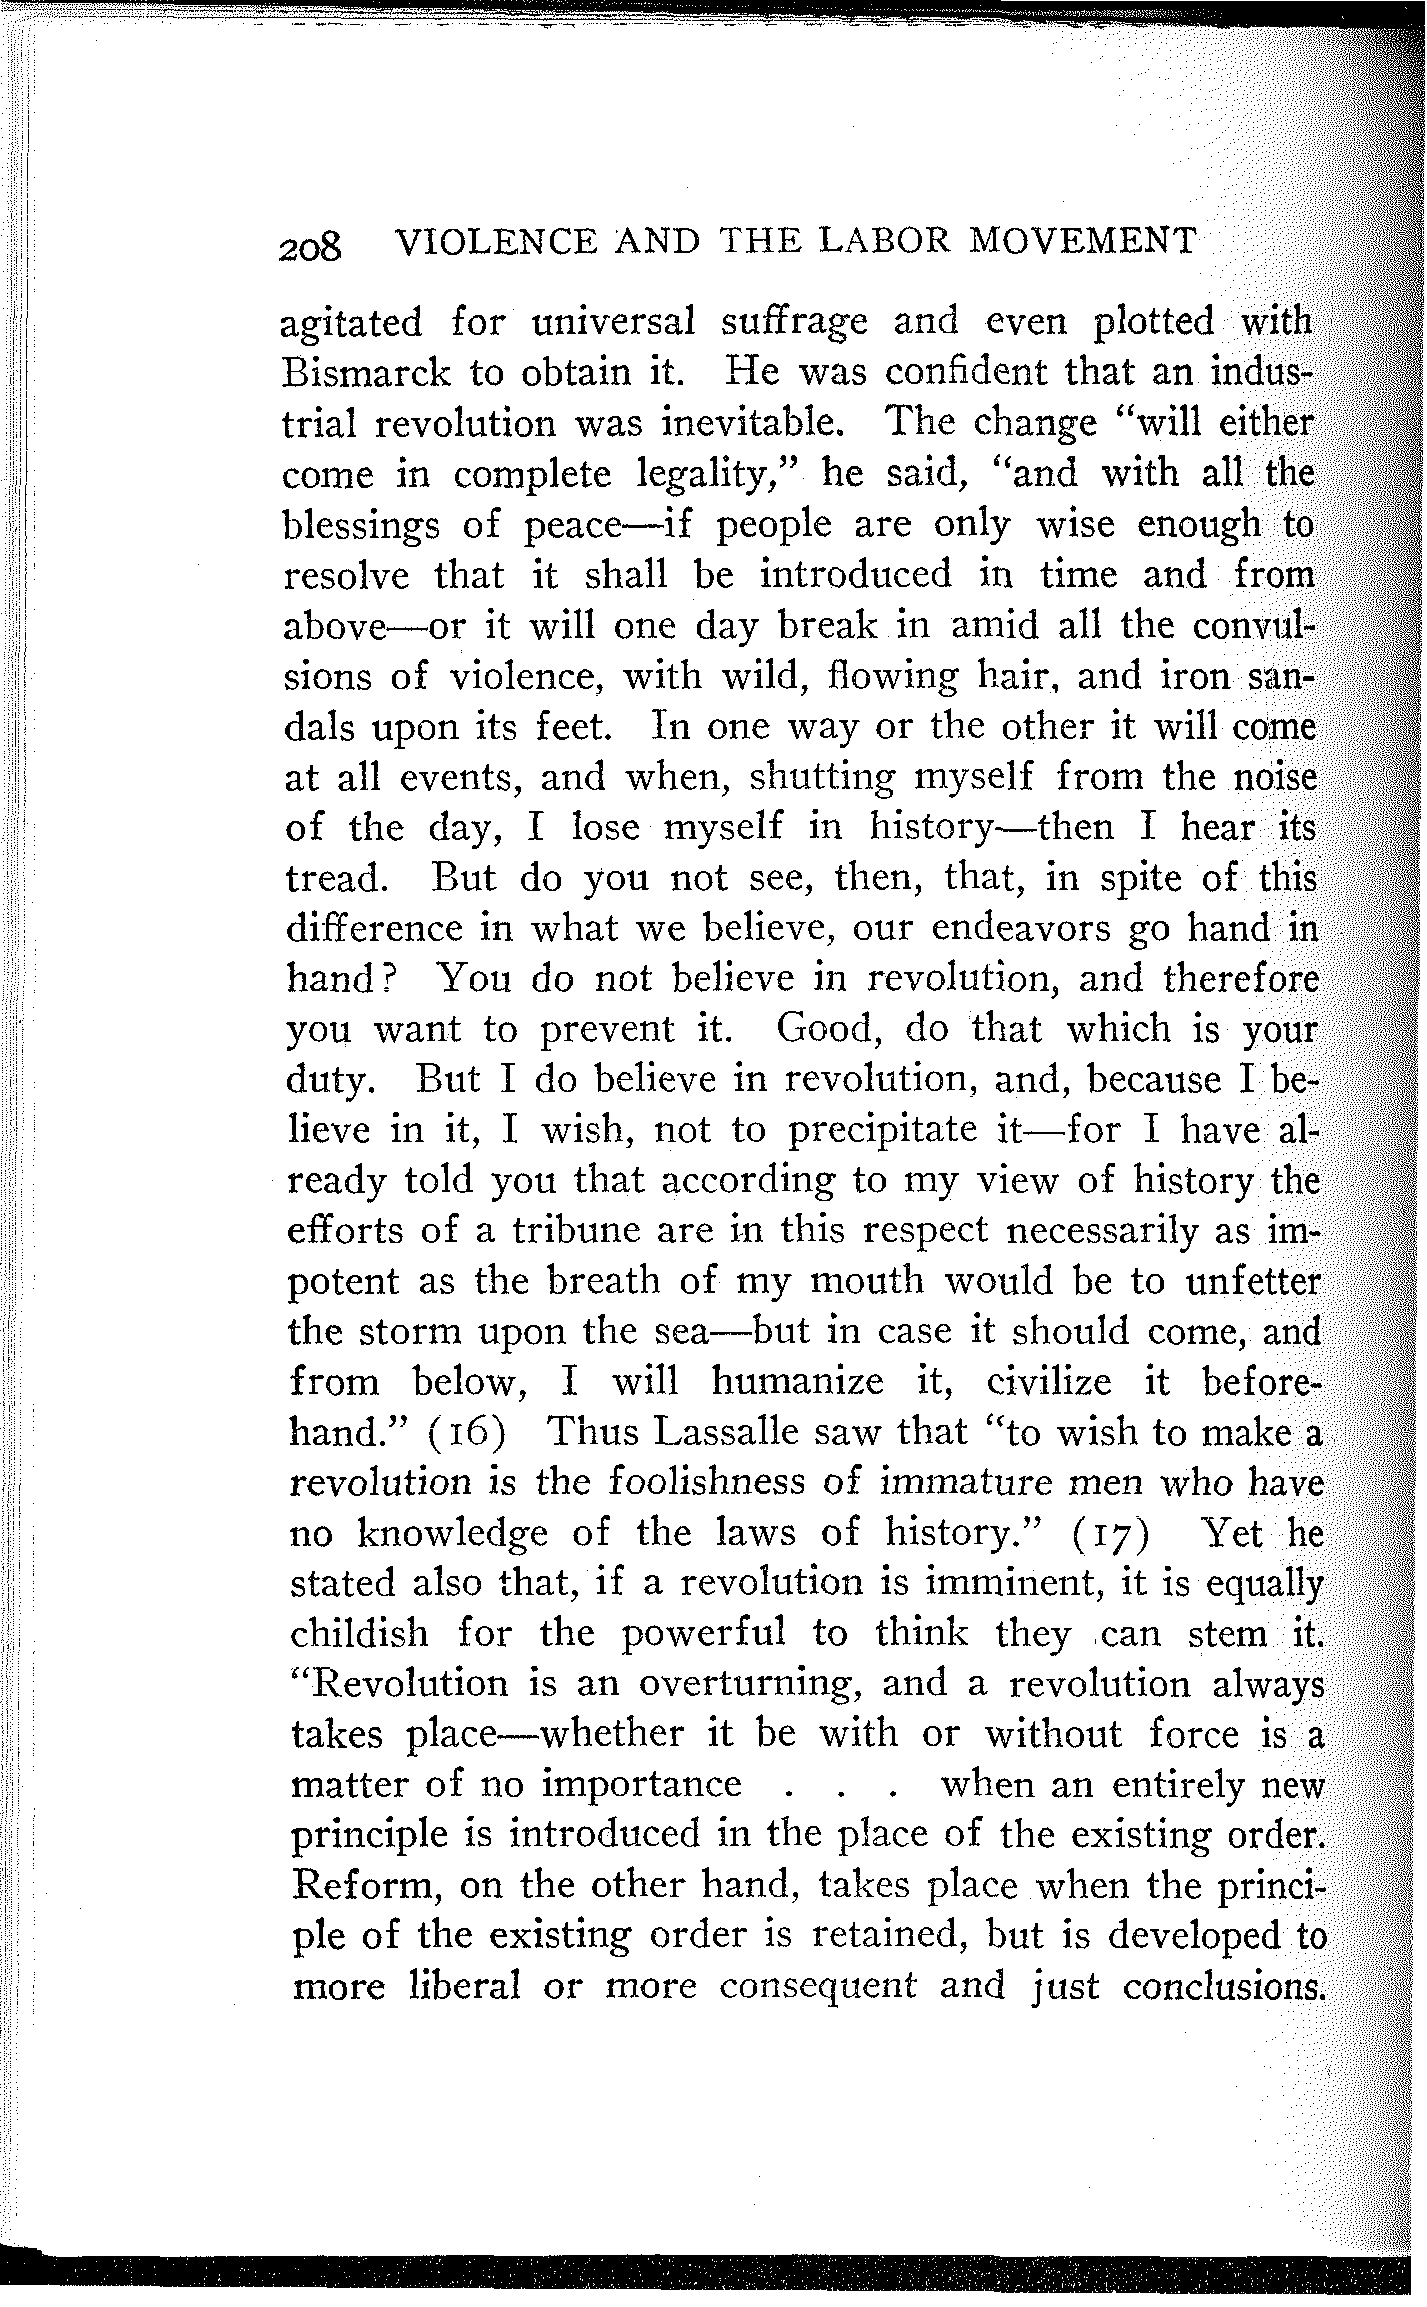 208 VIOLENCE AND THE LABOR MOVEMENT
agitated for universal suffrage and even plotted with
Bismarck to obtain it. He was confident that an indus-
trial revolution was inevitable. The change "will either
come in complete legality," he said, "and with all the
blessings of peace—if people are only wise enough to
resolve that it shall be introduced in time and from
above—or it will one day break in amid all the convul-
sions of violence, with wild, flowing hair, and iron san-
dals upon its feet. In one way or the other it will come
at all events, and when, shutting myself from the noise
of the day, I lose myself in history—then I hear its
tread. But do you not see, then, that, in spite of this
difference in what we believe, our endeavors go hand in
hand? You do not believe in revolution, and therefore
you want to prevent it. Good, do that which is your
duty. But I do believe in revolution, and, because I be-
lieve in it, I wish, not to precipitate it—for I have al-
ready told you that according to my view of history the
efforts of a tribune are in this respect necessarily as im-
potent as the breath of my mouth would be to unfetter
the storm upon the sea—but in case it should come, and
from below, I will humanize it, civilize it before-
hand." (16) Thus Lassalle saw that "to wish to make a
revolution is the foolishness of immature men who have
no knowledge of the laws of history." (17) Yet he
stated also that, if a revolution is imminent, it is equally
childish for the powerful to think they can stem it.
"Revolution is an overturning, and a revolution always
takes place—whether it be with or without force is a
matter of no importance . . . when an entirely new
principle is introduced in the place of the existing order.
Reform, on the other hand, takes place when the princi-
ple of the existing order is retained, but is developed to
more liberal or more consequent and just conclusions.